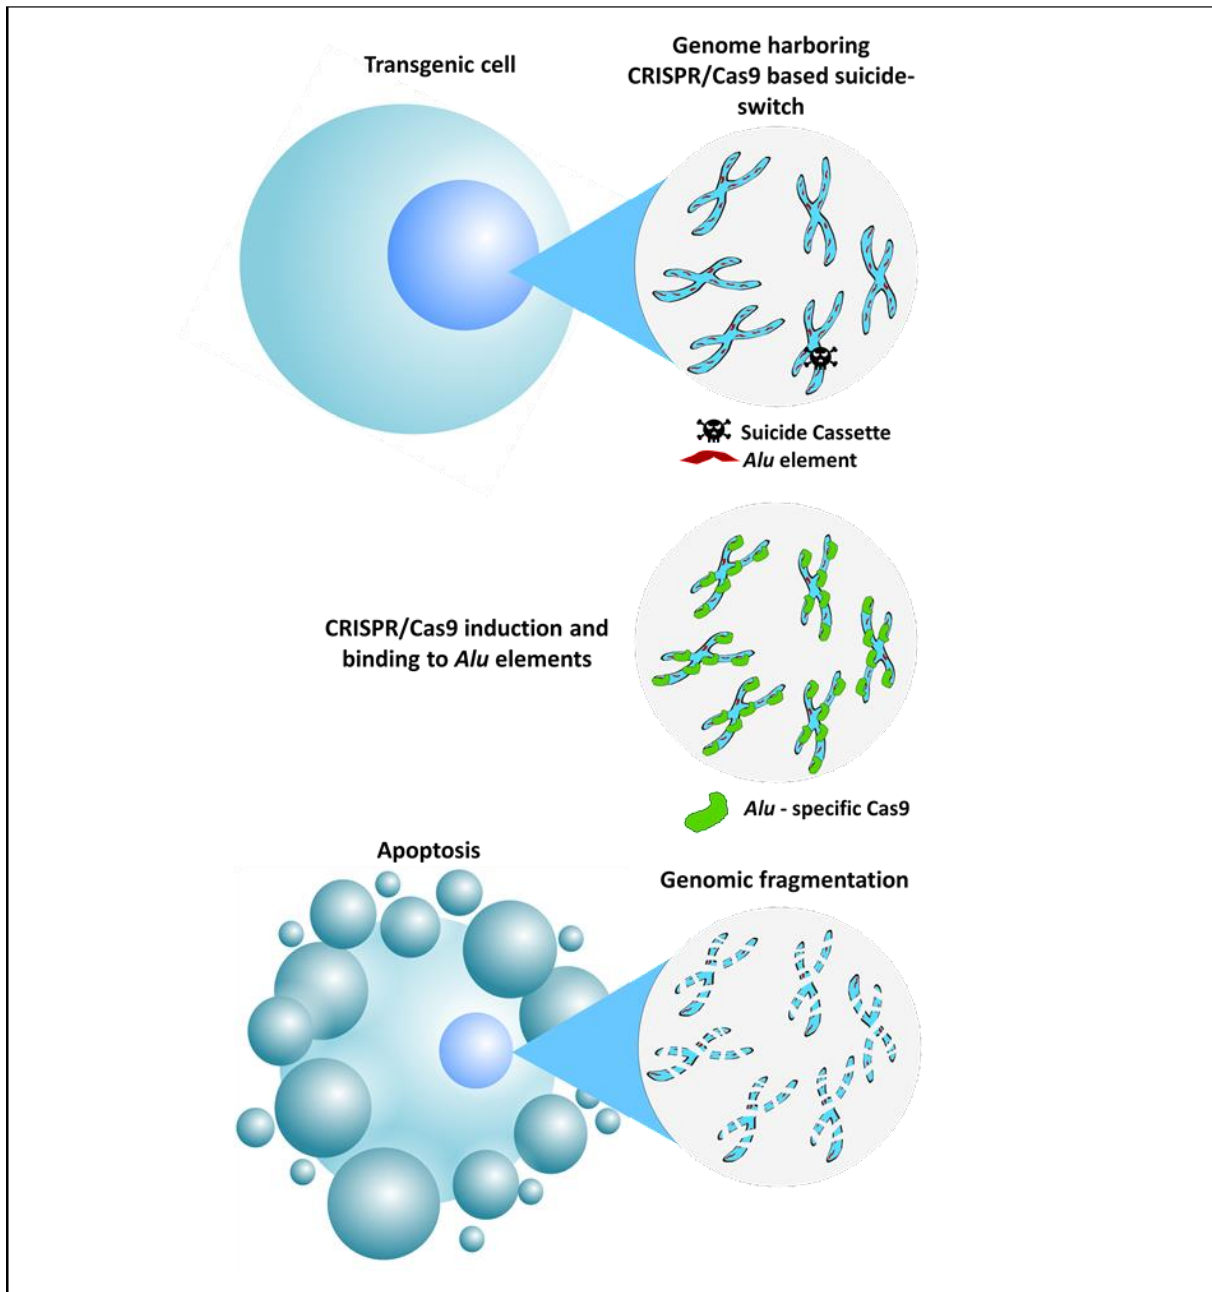 Transgenic cell
Genome harboring
CRISPR/Cas9 based suicide-
switch
Suicide Cassette
Alu element
CRISPR/Cas9 induction and
binding to Alu elements
Alu - specific Cas9
Apoptosis
Genomic fragmentation